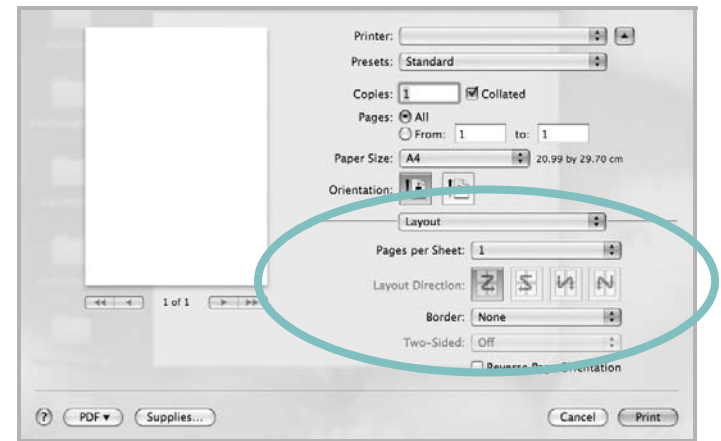 Printer:
Presets: Standard
Copies: 1 Collated
Pages: All
From: 1 to: 1
Paper Size: A4 20.99 by 29.70 cm
Orientation:
Layout
Pages per Sheet: 1
Layout Direction:
1 of 1
Border: None
Two-Sided: Off
Reverse Page Orientation
? PDF Supplies... Cancel Print